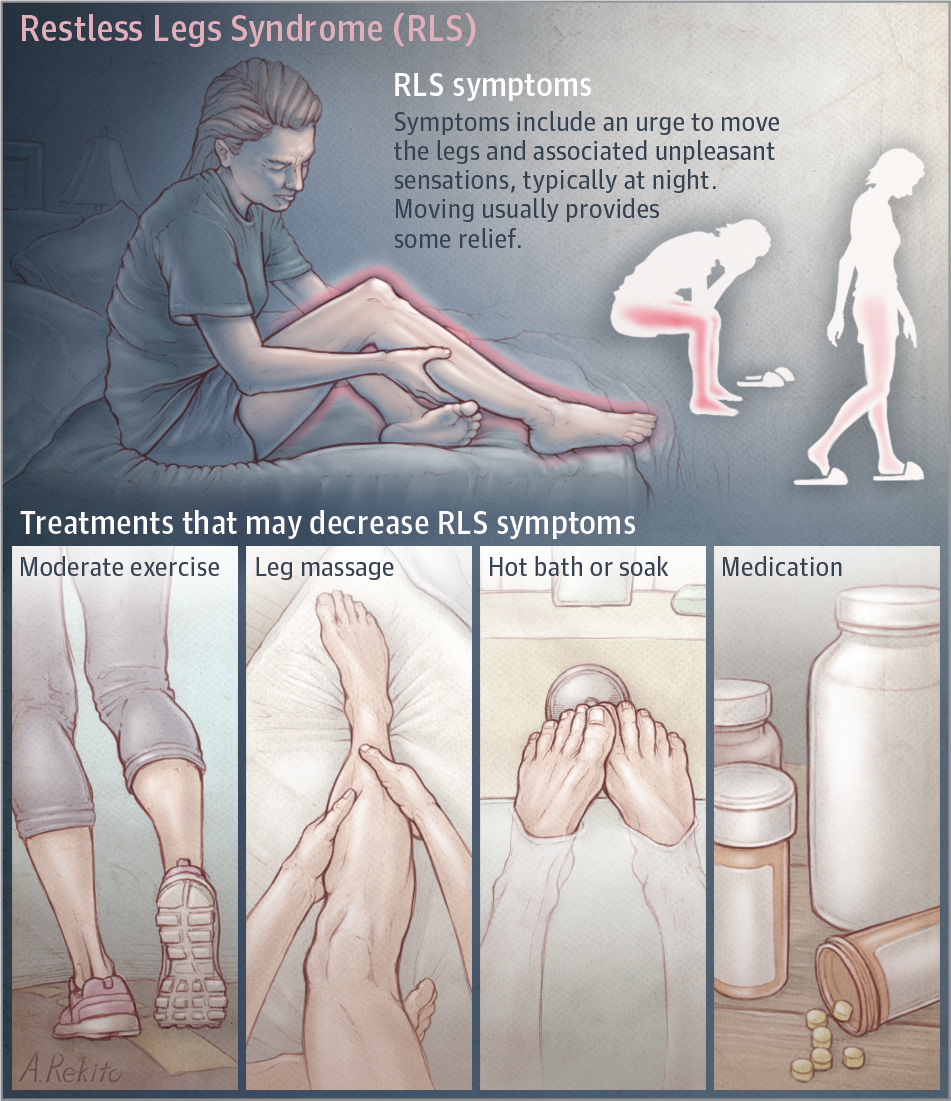 Restless Legs Syndrome (RLS)
RLS symptoms
Symptoms include an urge to move
the legs and associated unpleasant
sensations, typically at night.
Moving usually provides
some relief.
Treatments that may decrease RLS symptoms
Moderate exercise
Leg massage
Hot bath or soak
Medication
A.Rekito